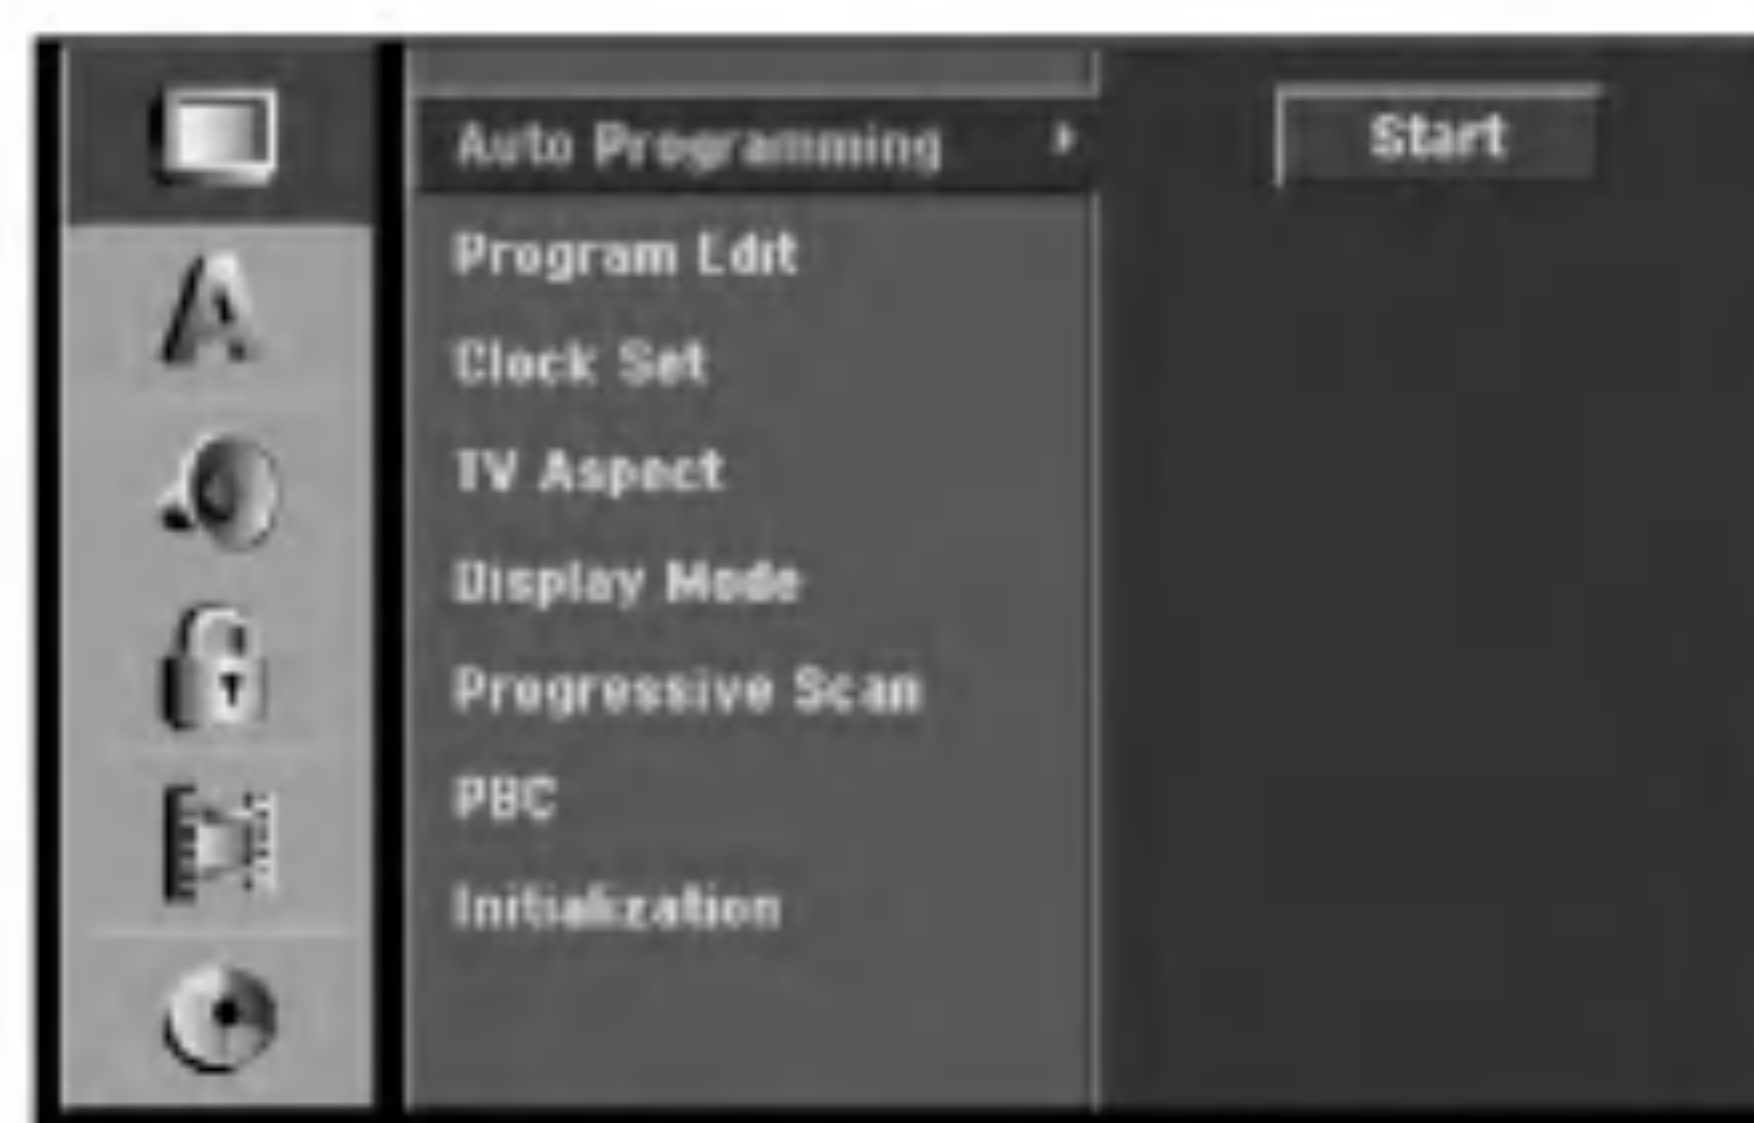 Auto Programming
Start
Program Edit
Clock Set
TV Aspect
Display Mode
Progressive Scan
PBC
Initialization